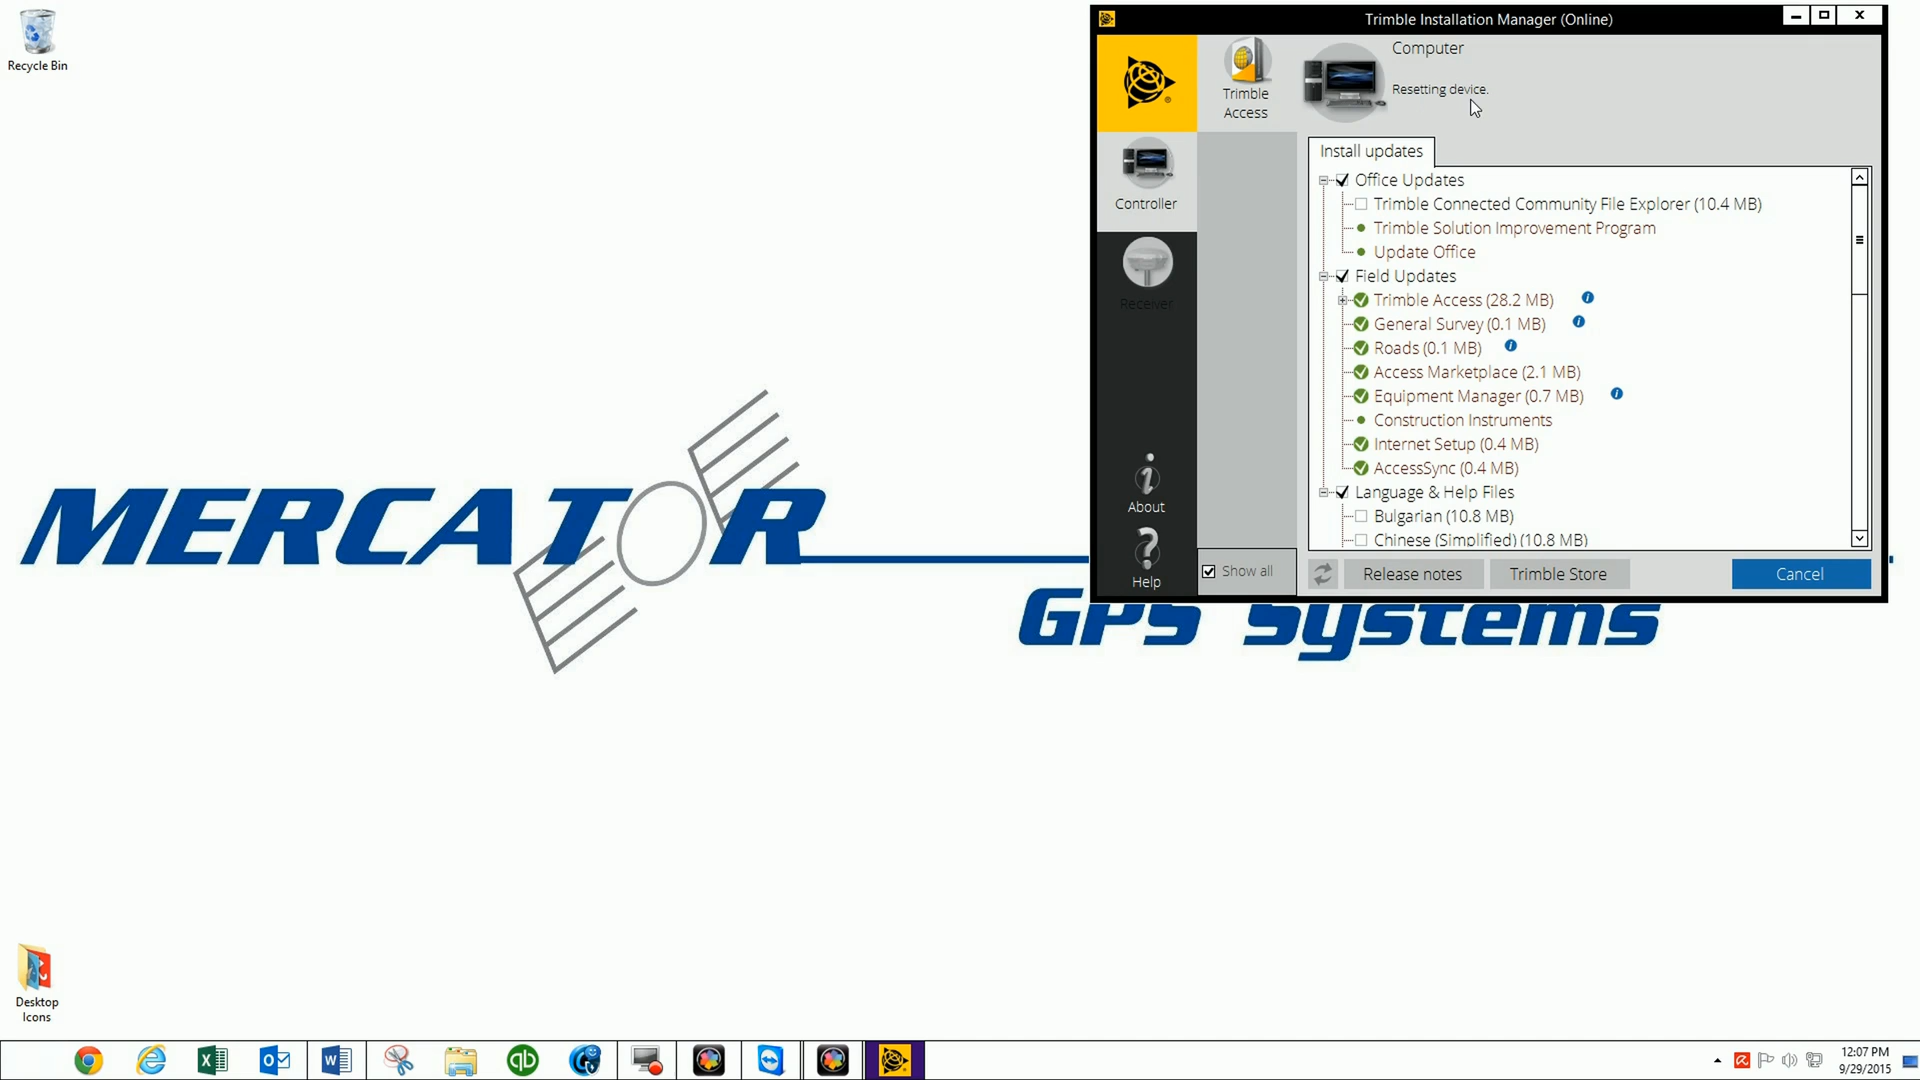 Recycle Bin
Trimble Installation Manager (Online)
Trimble Access
Computer
Resetting device.
Controller
Receiver
Install updates
Office Updates
Trimble Connected Community File Explorer (10.4 MB)
Trimble Solution Improvement Program
Update Office
Field Updates
Trimble Access (28.2 MB)
General Survey (0.1 MB)
Roads (0.1 MB)
Access Marketplace (2.1 MB)
Equipment Manager (0.7 MB)
Construction Instruments
Internet Setup (0.4 MB)
AccessSync (0.4 MB)
Language & Help Files
Bulgarian (10.8 MB)
Chinese (Simplified) (10.8 MB)
About
Help
Show all
Release notes
Trimble Store
Cancel
MERCATOR
GPS Systems
Desktop
Icons
12:07 PM
9/29/2015